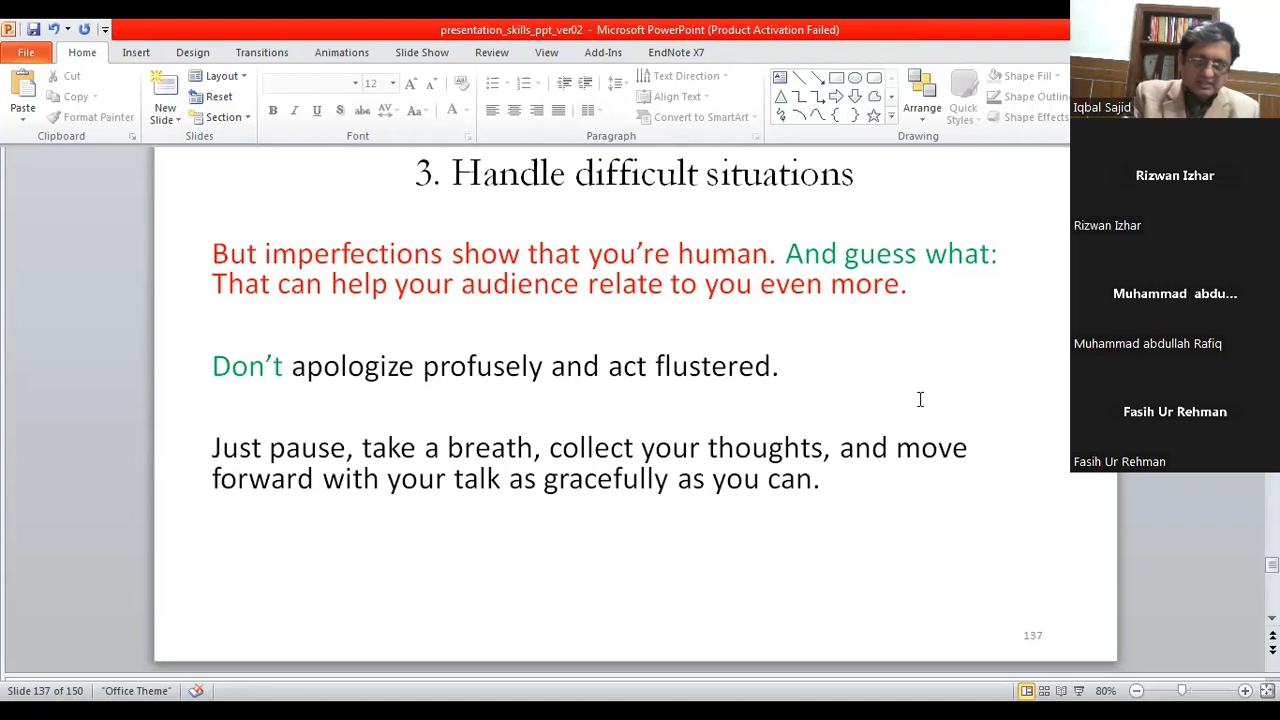 presentation_skills_ppt_ver02 - Microsoft PowerPoint (Product Activation Failed)
File Home Insert Design Transitions Animations Slide Show Review View Add-Ins EndNote X7
Paste
Cut
Copy
Format Painter
Clipboard
New
Slide
Layout
Reset
Section
Slides
12
B I U S AV Aa A
Font
Text Direction
Align Text
Convert to SmartArt
Paragraph
Arrange
Quick
Styles
Shape Fill
Shape Outlin
Shape Effects
Drawing
3. Handle difficult situations
But imperfections show that you’re human. And guess what:
That can help your audience relate to you even more.
Don’t apologize profusely and act flustered.
Just pause, take a breath, collect your thoughts, and move
forward with your talk as gracefully as you can.
137
Slide 137 of 150 "Office Theme" 80%
Iqbal Sajid
Rizwan Izhar
Rizwan Izhar
Muhammad abdu...
Muhammad abdullah Rafiq
Fasih Ur Rehman
Fasih Ur Rehman